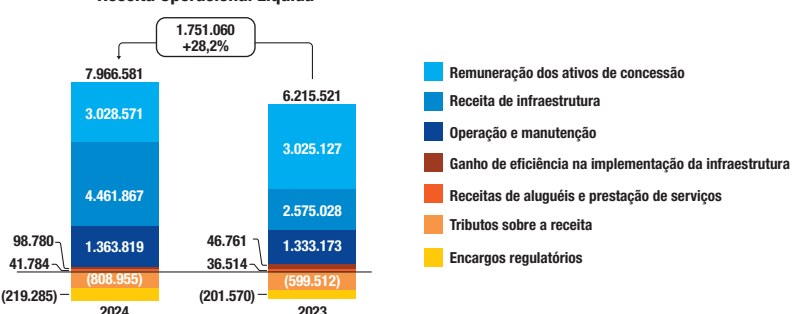 Receita Operacional Líquida
1.751.060
+28,2%
7.966.581
6.215.521
3.028.571
4.461.867
1.363.819
98.780
41.784
(808.955)
(219.285)
2024
3.025.127
2.575.028
1.333.173
46.761
36.514
(599.512)
(201.570)
2023
Remuneração dos ativos de concessão
Receita de infraestrutura
Operação e manutenção
Ganho de eficiência na implementação da infraestrutura
Receitas de aluguéis e prestação de serviços
Tributos sobre a receita
Encargos regulatórios